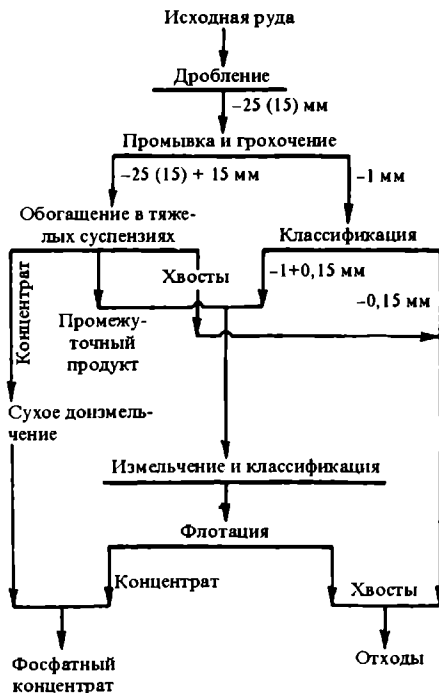 Исходная руда
Дробление
–25 (15) мм
Промывка и грохочение
–25 (15) + 15 мм
–1 мм
Обогащение в тяже-
лых суспензиях
Классификация
Концентрат
Хвосты
–1+0,15 мм
–0,15 мм
Промежу-
точный
продукт
Сухое доизмель-
чение
Измельчение и классификация
Флотация
Концентрат
Хвосты
Фосфатный
концентрат
Отходы